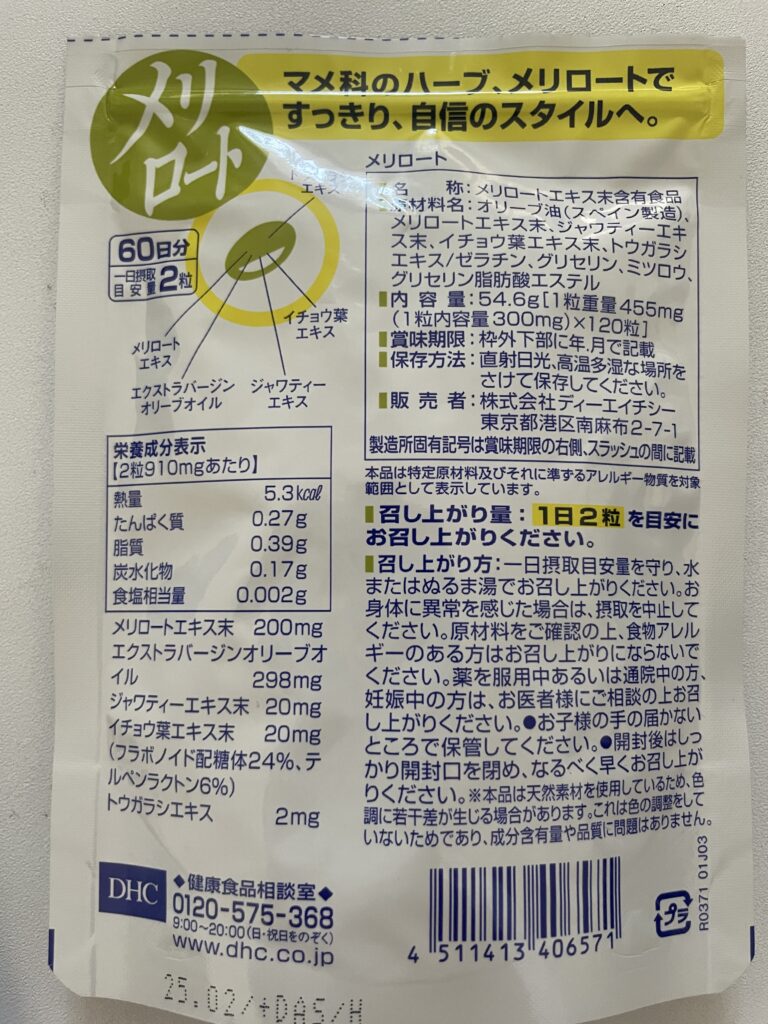 メリ
ロート
マメ科のハーブ、メリロートで
すっきり、自信のスタイルへ。
60日分
一日摂取
目安量2粒
エキス
イチョウ葉
エキス
メリロート
エキス
エクストラバージン
オリーブオイル
ジャワティー
エキス
栄養成分表示
【2粒910mgあたり】
熱量 5.3kcal
たんぱく質 0.27g
脂質 0.39g
炭水化物 0.17g
食塩相当量 0.002g
メリロートエキス末 200mg
エクストラバージンオリーブオ
イル 298mg
ジャワティーエキス末 20mg
イチョウ葉エキス末 20mg
(フラボノイド配糖体24%、テ
ルペンラクトン6%)
トウガラシエキス 2mg
DHC
◆健康食品相談室◆
0120-575-368
9:00~20:00(日・祝日をのぞく)
www.dhc.co.jp
メリロート
名 称:メリロートエキス末含有食品
原材料名:オリーブ油(スペイン製造)、
メリロートエキス末、ジャワティーエキ
ス末、イチョウ葉エキス末、トウガラシ
エキス/ゼラチン、グリセリン、ミツロウ、
グリセリン脂肪酸エステル
内 容 量:54.6g[1粒重量455mg
(1粒内容量300mg)×120粒]
賞味期限:枠外下部に年、月で記載
保存方法:直射日光、高温多湿な場所を
さけて保存してください。
販 売 者:株式会社ディーエイチシー
東京都港区南麻布2-7-1
製造所固有記号は賞味期限の右側、スラッシュの間に記載
本品は特定原材料及びそれに準ずるアレルギー物質を対象
範囲として表示しています。
召し上がり量:1日2粒を目安に
お召し上がりください。
召し上がり方:一日摂取目安量を守り、水
またはぬるま湯でお召し上がりください。お
身体に異常を感じた場合は、摂取を中止して
ください。原材料をご確認の上、食物アレル
ギーのある方はお召し上がりにならないで
ください。薬を服用中あるいは通院中の方、
妊娠中の方は、お医者様にご相談の上お召
し上がりください。●お子様の手の届かない
ところで保管してください。●開封後はしっ
かり開封口を閉め、なるべく早くお召し上が
りください。※本品は天然素材を使用しているため、色
調に若干差が生じる場合があります。これは色の調整をして
いないためであり、成分含有量や品質に問題はありません。
4 511413 406571
プラ
R0371 01J03
25.02/+DAS/H